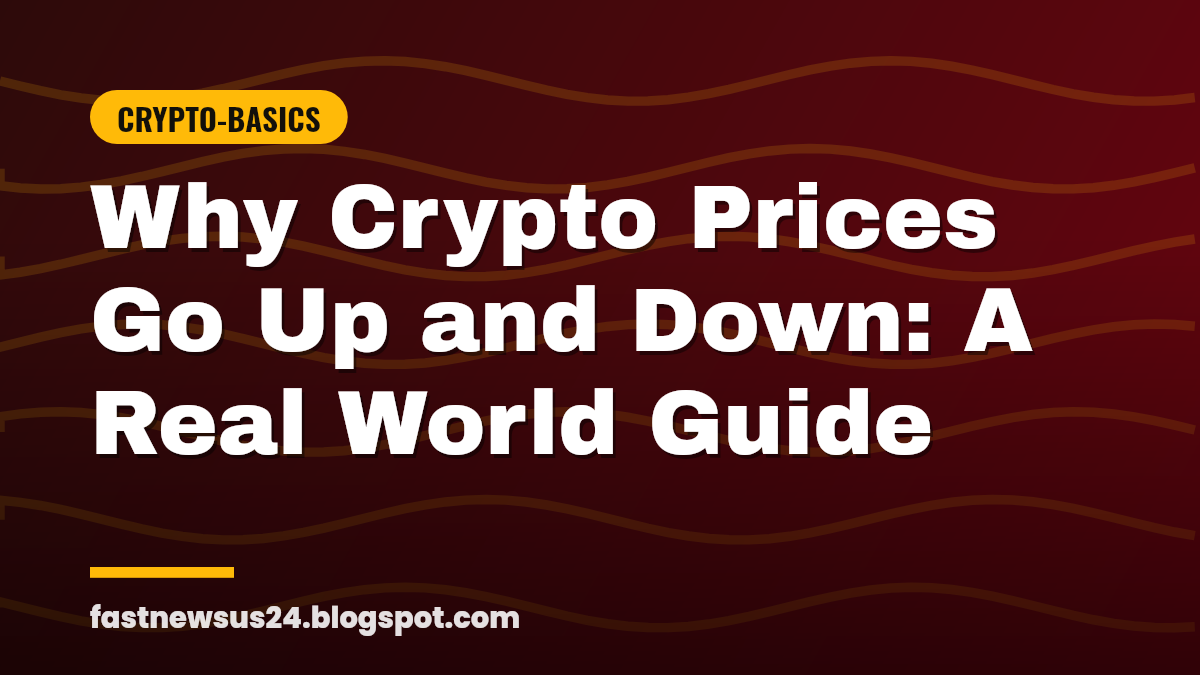 CRYPTO-BASICS
Why Crypto Prices
Go Up and Down: A
Real World Guide
fastnewsus24.blogspot.com